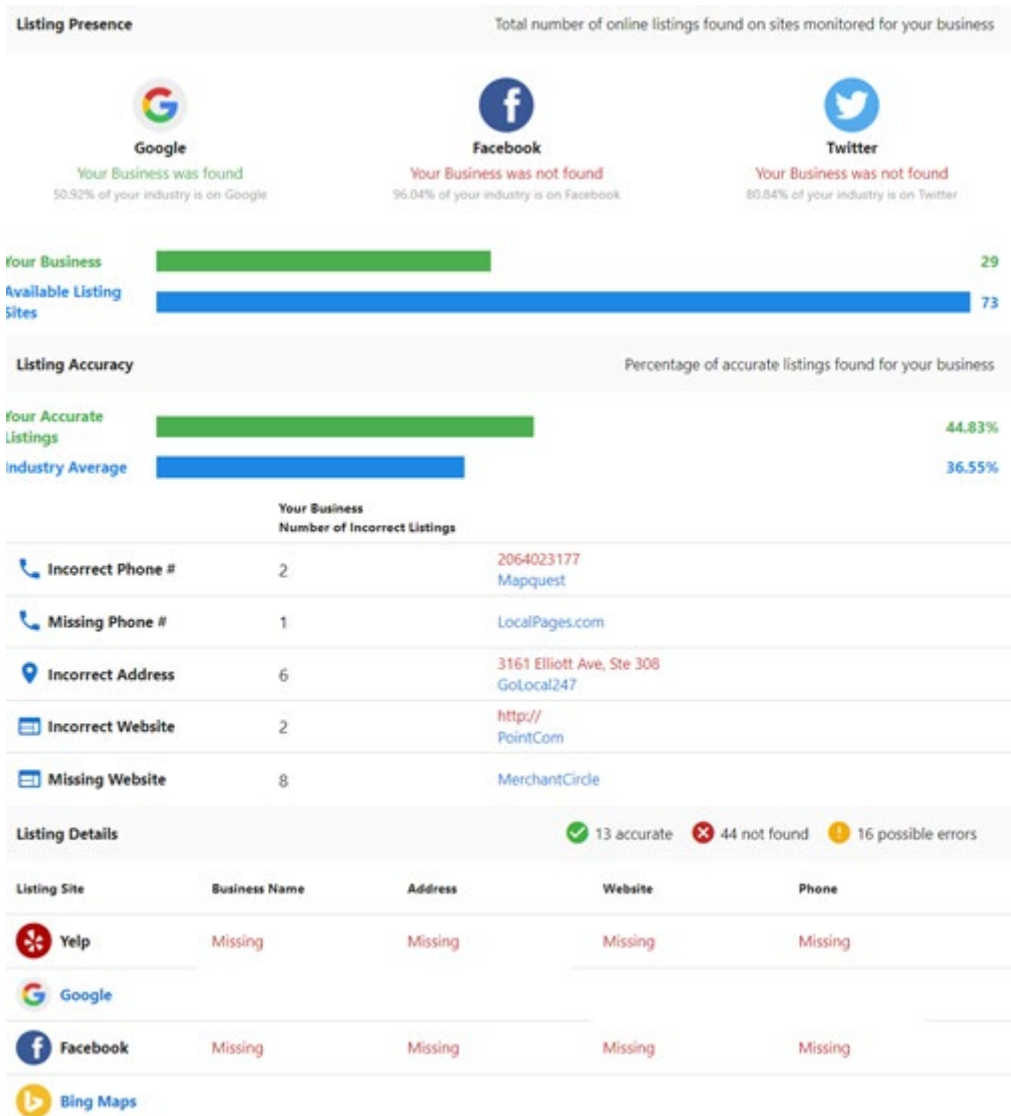 Listing Presence Total number of online listings found on sites monitored for your business
Google Facebook Twitter
Your Business was found Your Business was not found Your Business was not found
50.92% of your industry is on Google 96.04% of your industry is on Facebook 80.84% of your industry is on Twitter
Your Business 29
Available Listing
Sites 73
Listing Accuracy Percentage of accurate listings found for your business
Your Accurate
Listings 44.83%
Industry Average 36.55%
Your Business
Number of Incorrect Listings
Incorrect Phone # 2 2064023177
Mapquest
Missing Phone # 1 LocalPages.com
Incorrect Address 6 3161 Elliott Ave, Ste 308
GoLocal247
Incorrect Website 2 http://
PointCom
Missing Website 8 MerchantCircle
Listing Details 13 accurate 44 not found 16 possible errors
Listing Site Business Name Address Website Phone
Yelp Missing Missing Missing Missing
Google
Facebook Missing Missing Missing Missing
Bing Maps